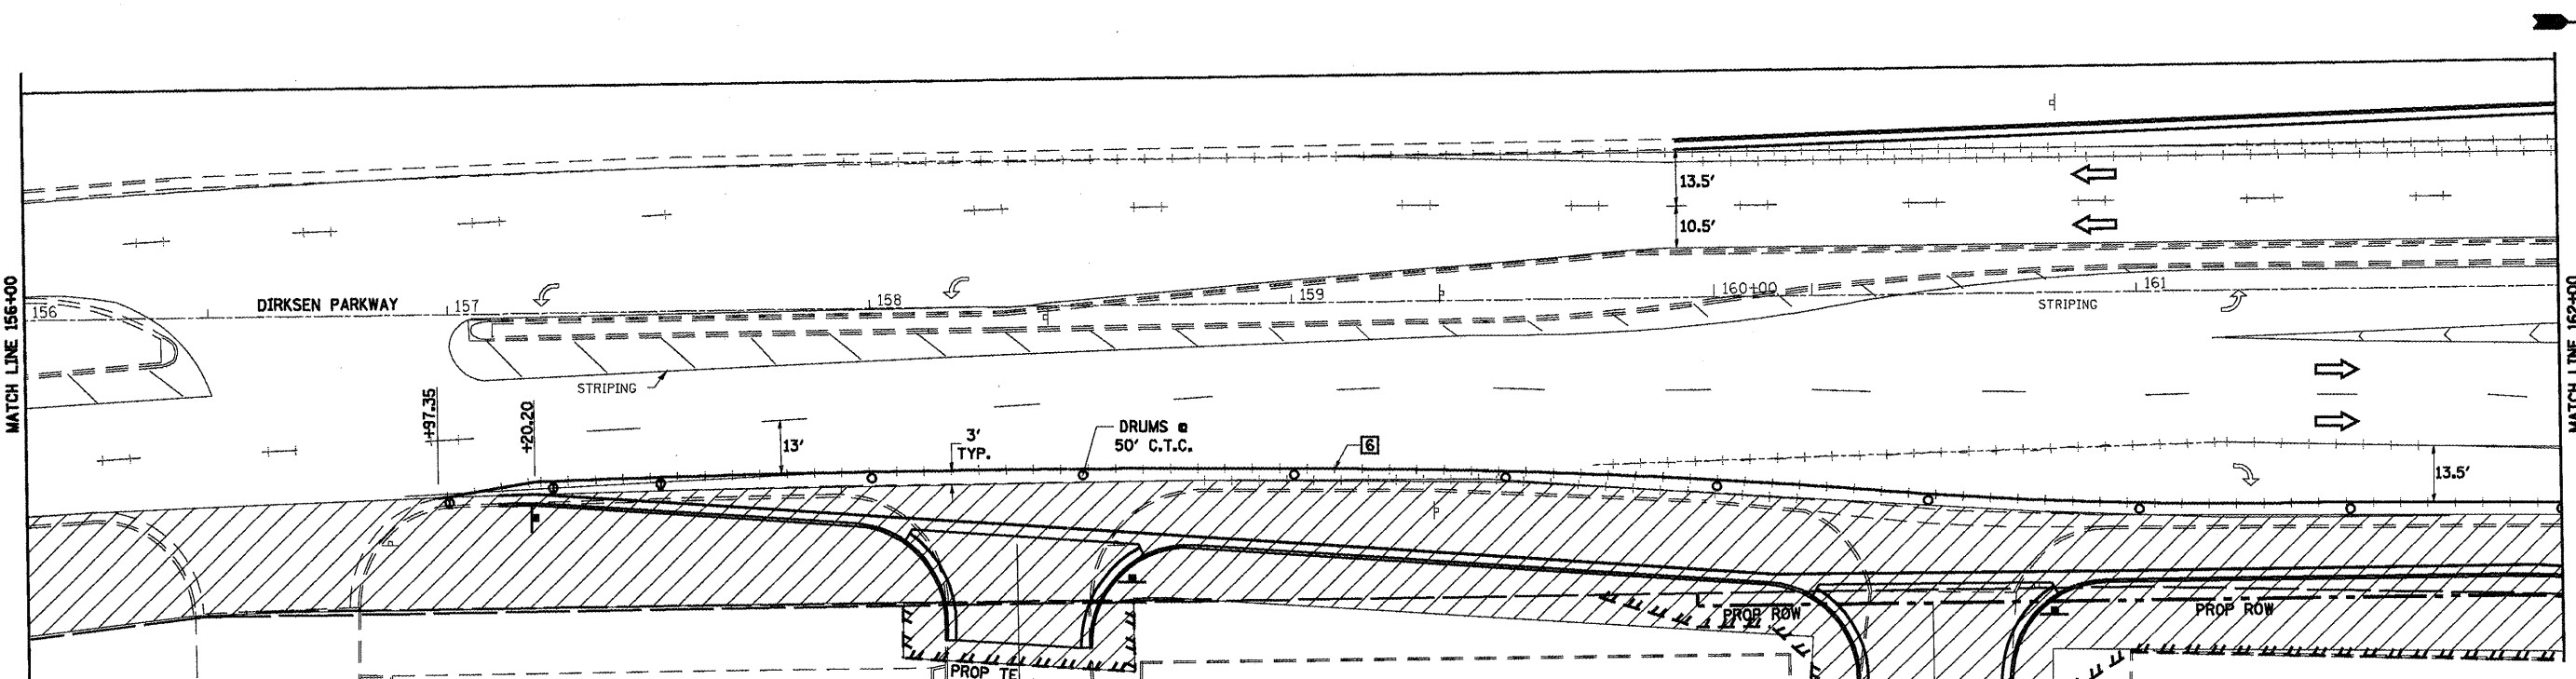 MATCH LINE 156+00
156
DIRKSEN PARKWAY
157
158
159
160+00
161
STRIPING
STRIPING
13.5'
10.5'
+97.35
+20.20
13'
3'
TYP.
DRUMS @
50' C.T.C.
6
13.5'
PROP ROW
PROP ROW
PROP TE
MATCH LINE 162+00